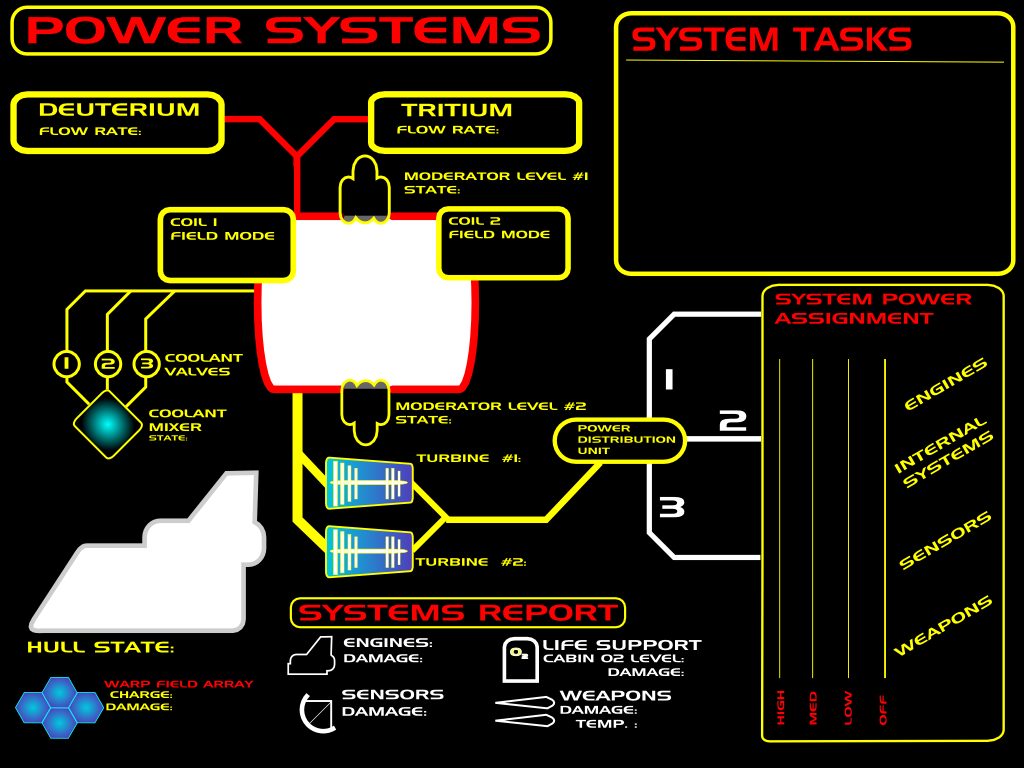 POWER SYSTEMS
SYSTEM TASKS
DEUTERIUM
FLOW RATE:
TRITIUM
FLOW RATE:
MODERATOR LEVEL #1
STATE:
COIL 1
FIELD MODE
COIL 2
FIELD MODE
SYSTEM POWER
ASSIGNMENT
1
2
3
COOLANT
VALVES
COOLANT
MIXER
STATE:
MODERATOR LEVEL #2
STATE:
POWER
DISTRIBUTION
UNIT
1
2
3
TURBINE #1:
TURBINE #2:
ENGINES
INTERNAL
SYSTEMS
SENSORS
WEAPONS
HIGH
MED
LOW
OFF
HULL STATE:
WARP FIELD ARRAY
CHARGE:
DAMAGE:
SYSTEMS REPORT
ENGINES:
DAMAGE:
O2
LIFE SUPPORT
CABIN O2 LEVEL:
DAMAGE:
SENSORS
DAMAGE:
WEAPONS
DAMAGE:
TEMP. :